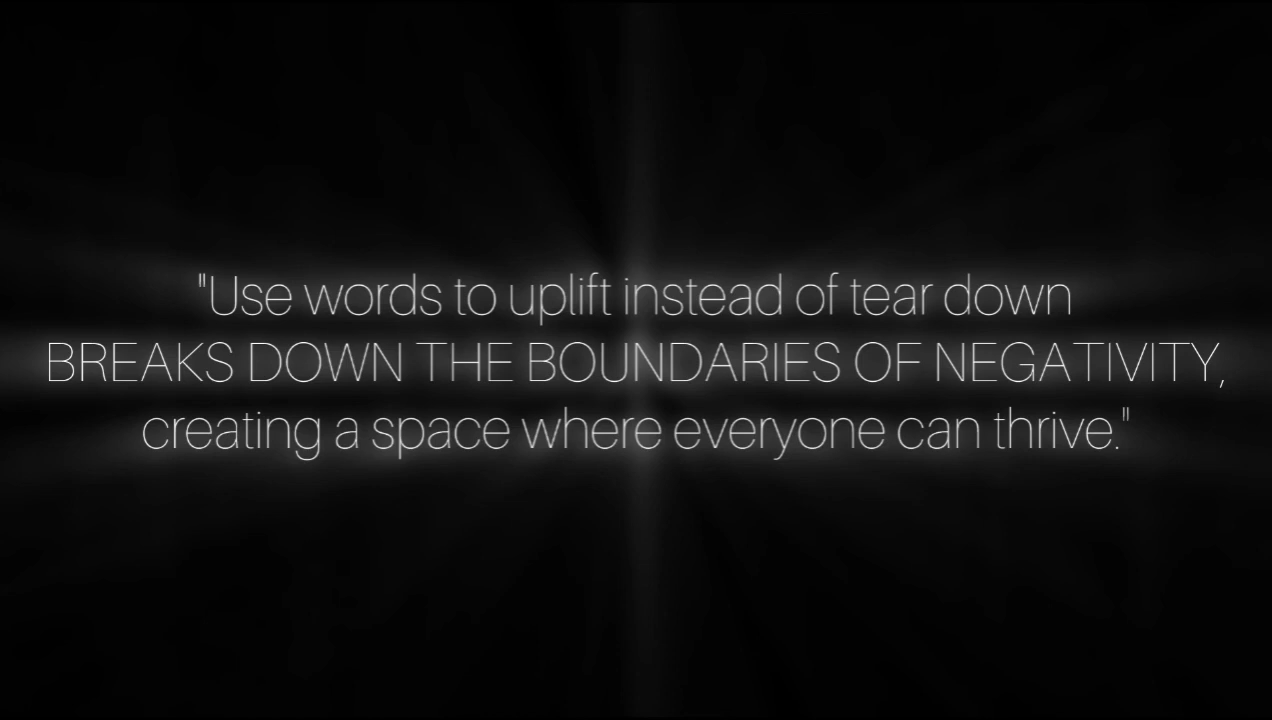 "Use words to uplift instead of tear down
BREAKS DOWN THE BOUNDARIES OF NEGATIVITY,
creating a space where everyone can thrive."